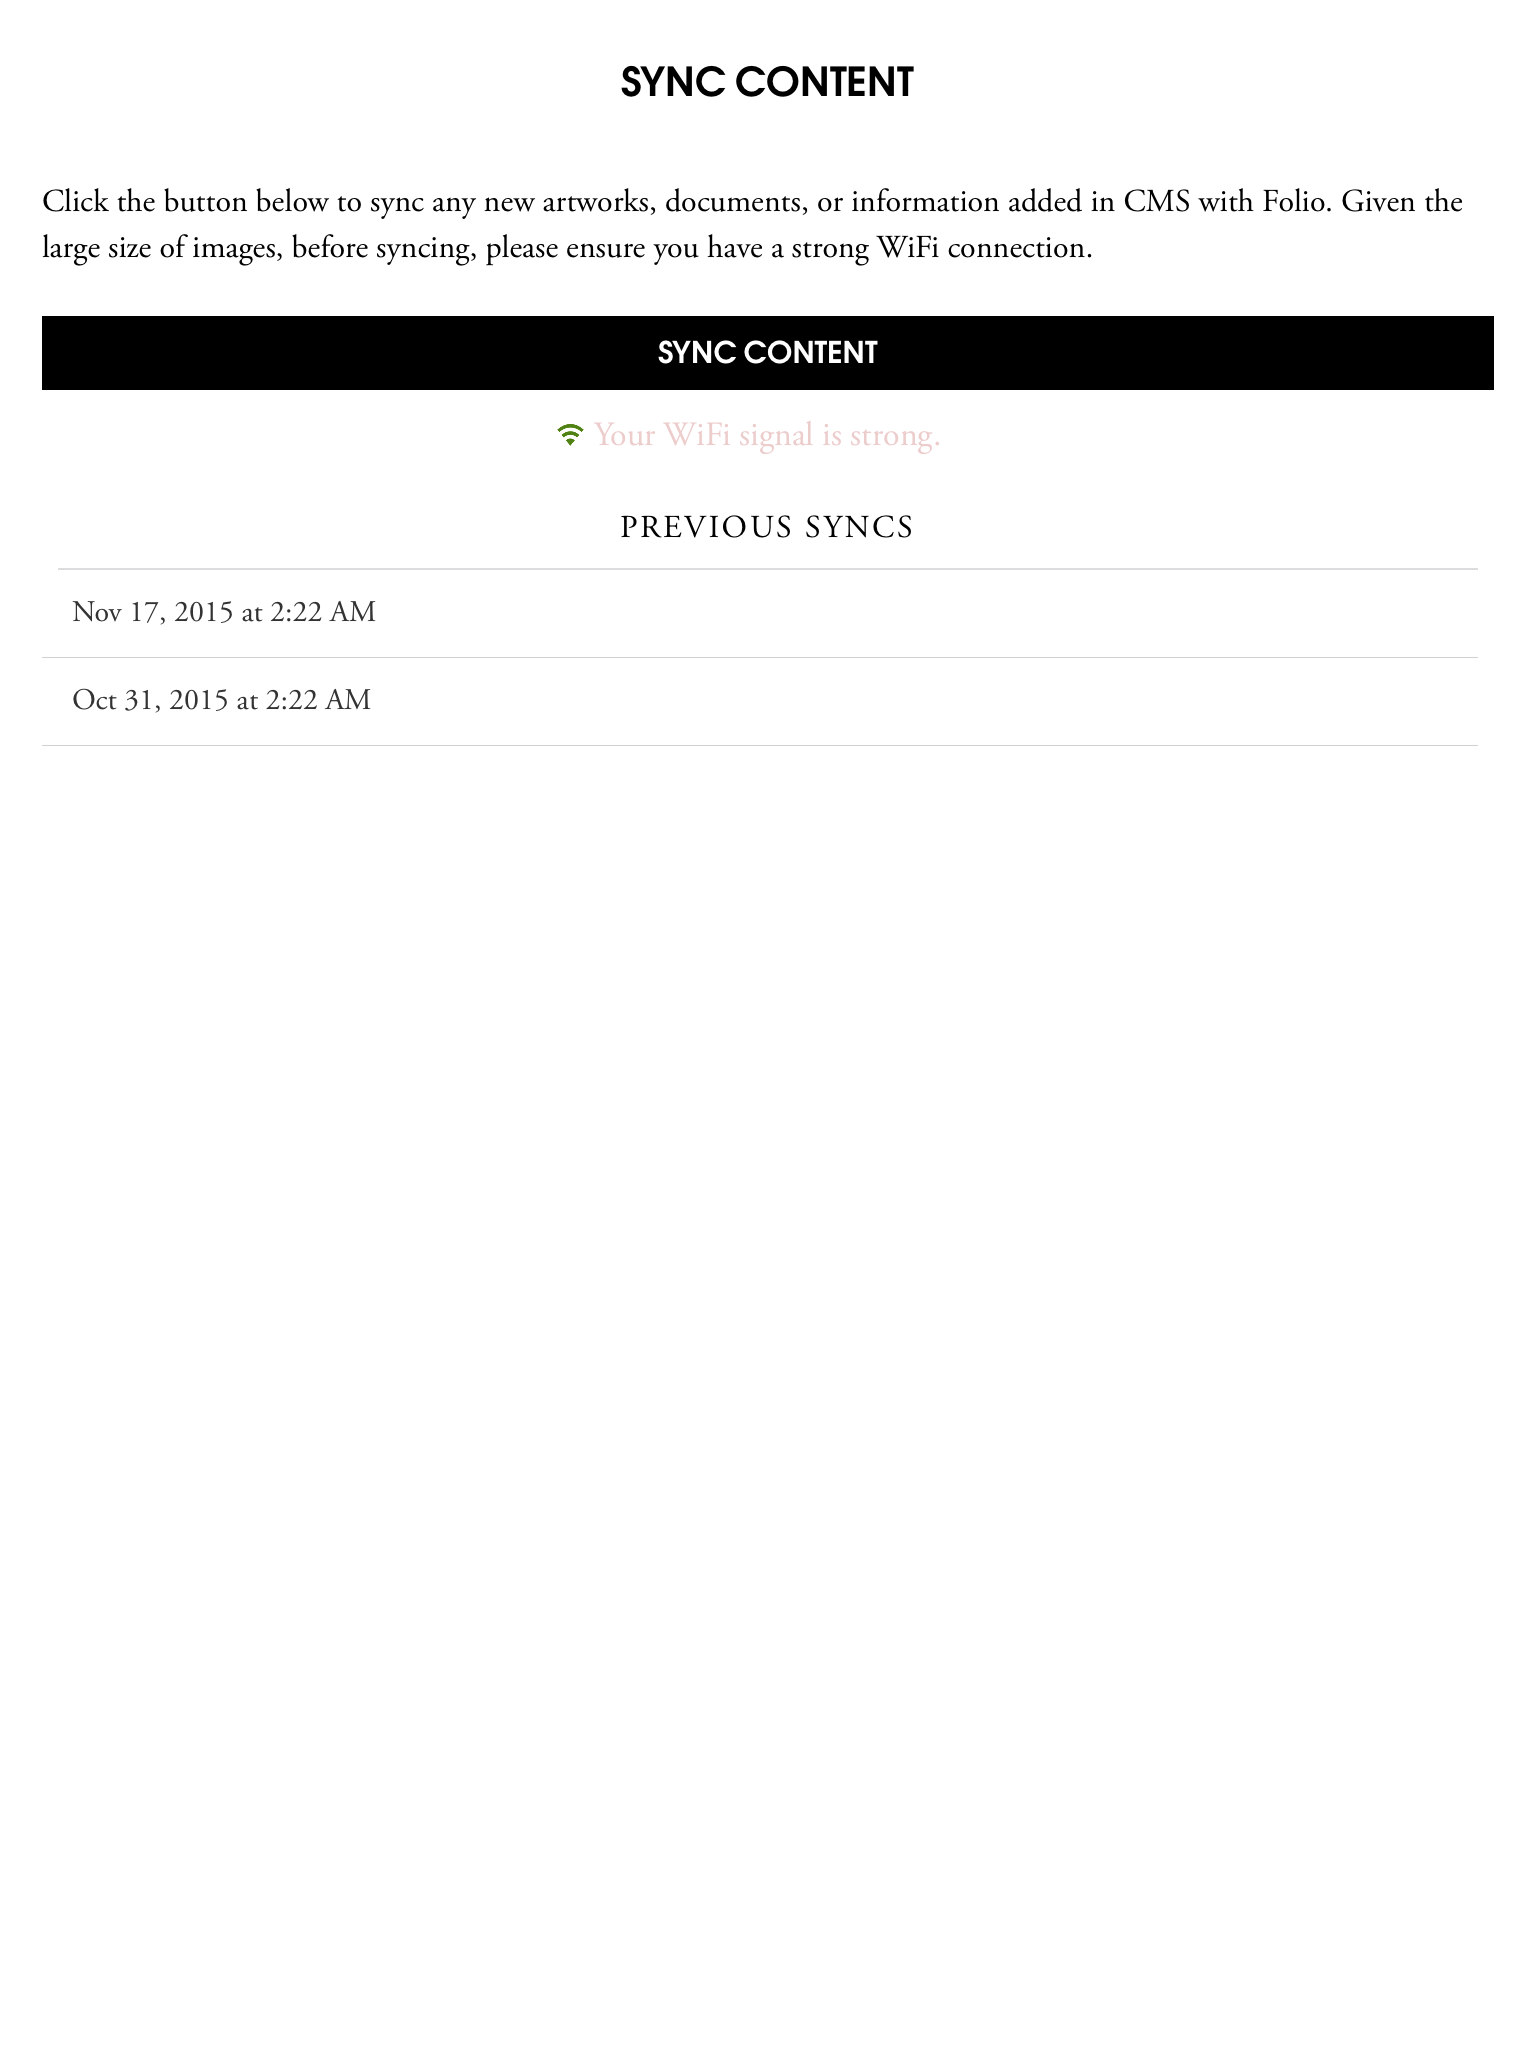 SYNC CONTENT
Click the button below to sync any new artworks, documents, or information added in CMS with Folio. Given the
large size of images, before syncing, please ensure you have a strong WiFi connection.
SYNC CONTENT
Your WiFi signal is strong.
PREVIOUS SYNCS
Nov 17, 2015 at 2:22 AM
Oct 31, 2015 at 2:22 AM